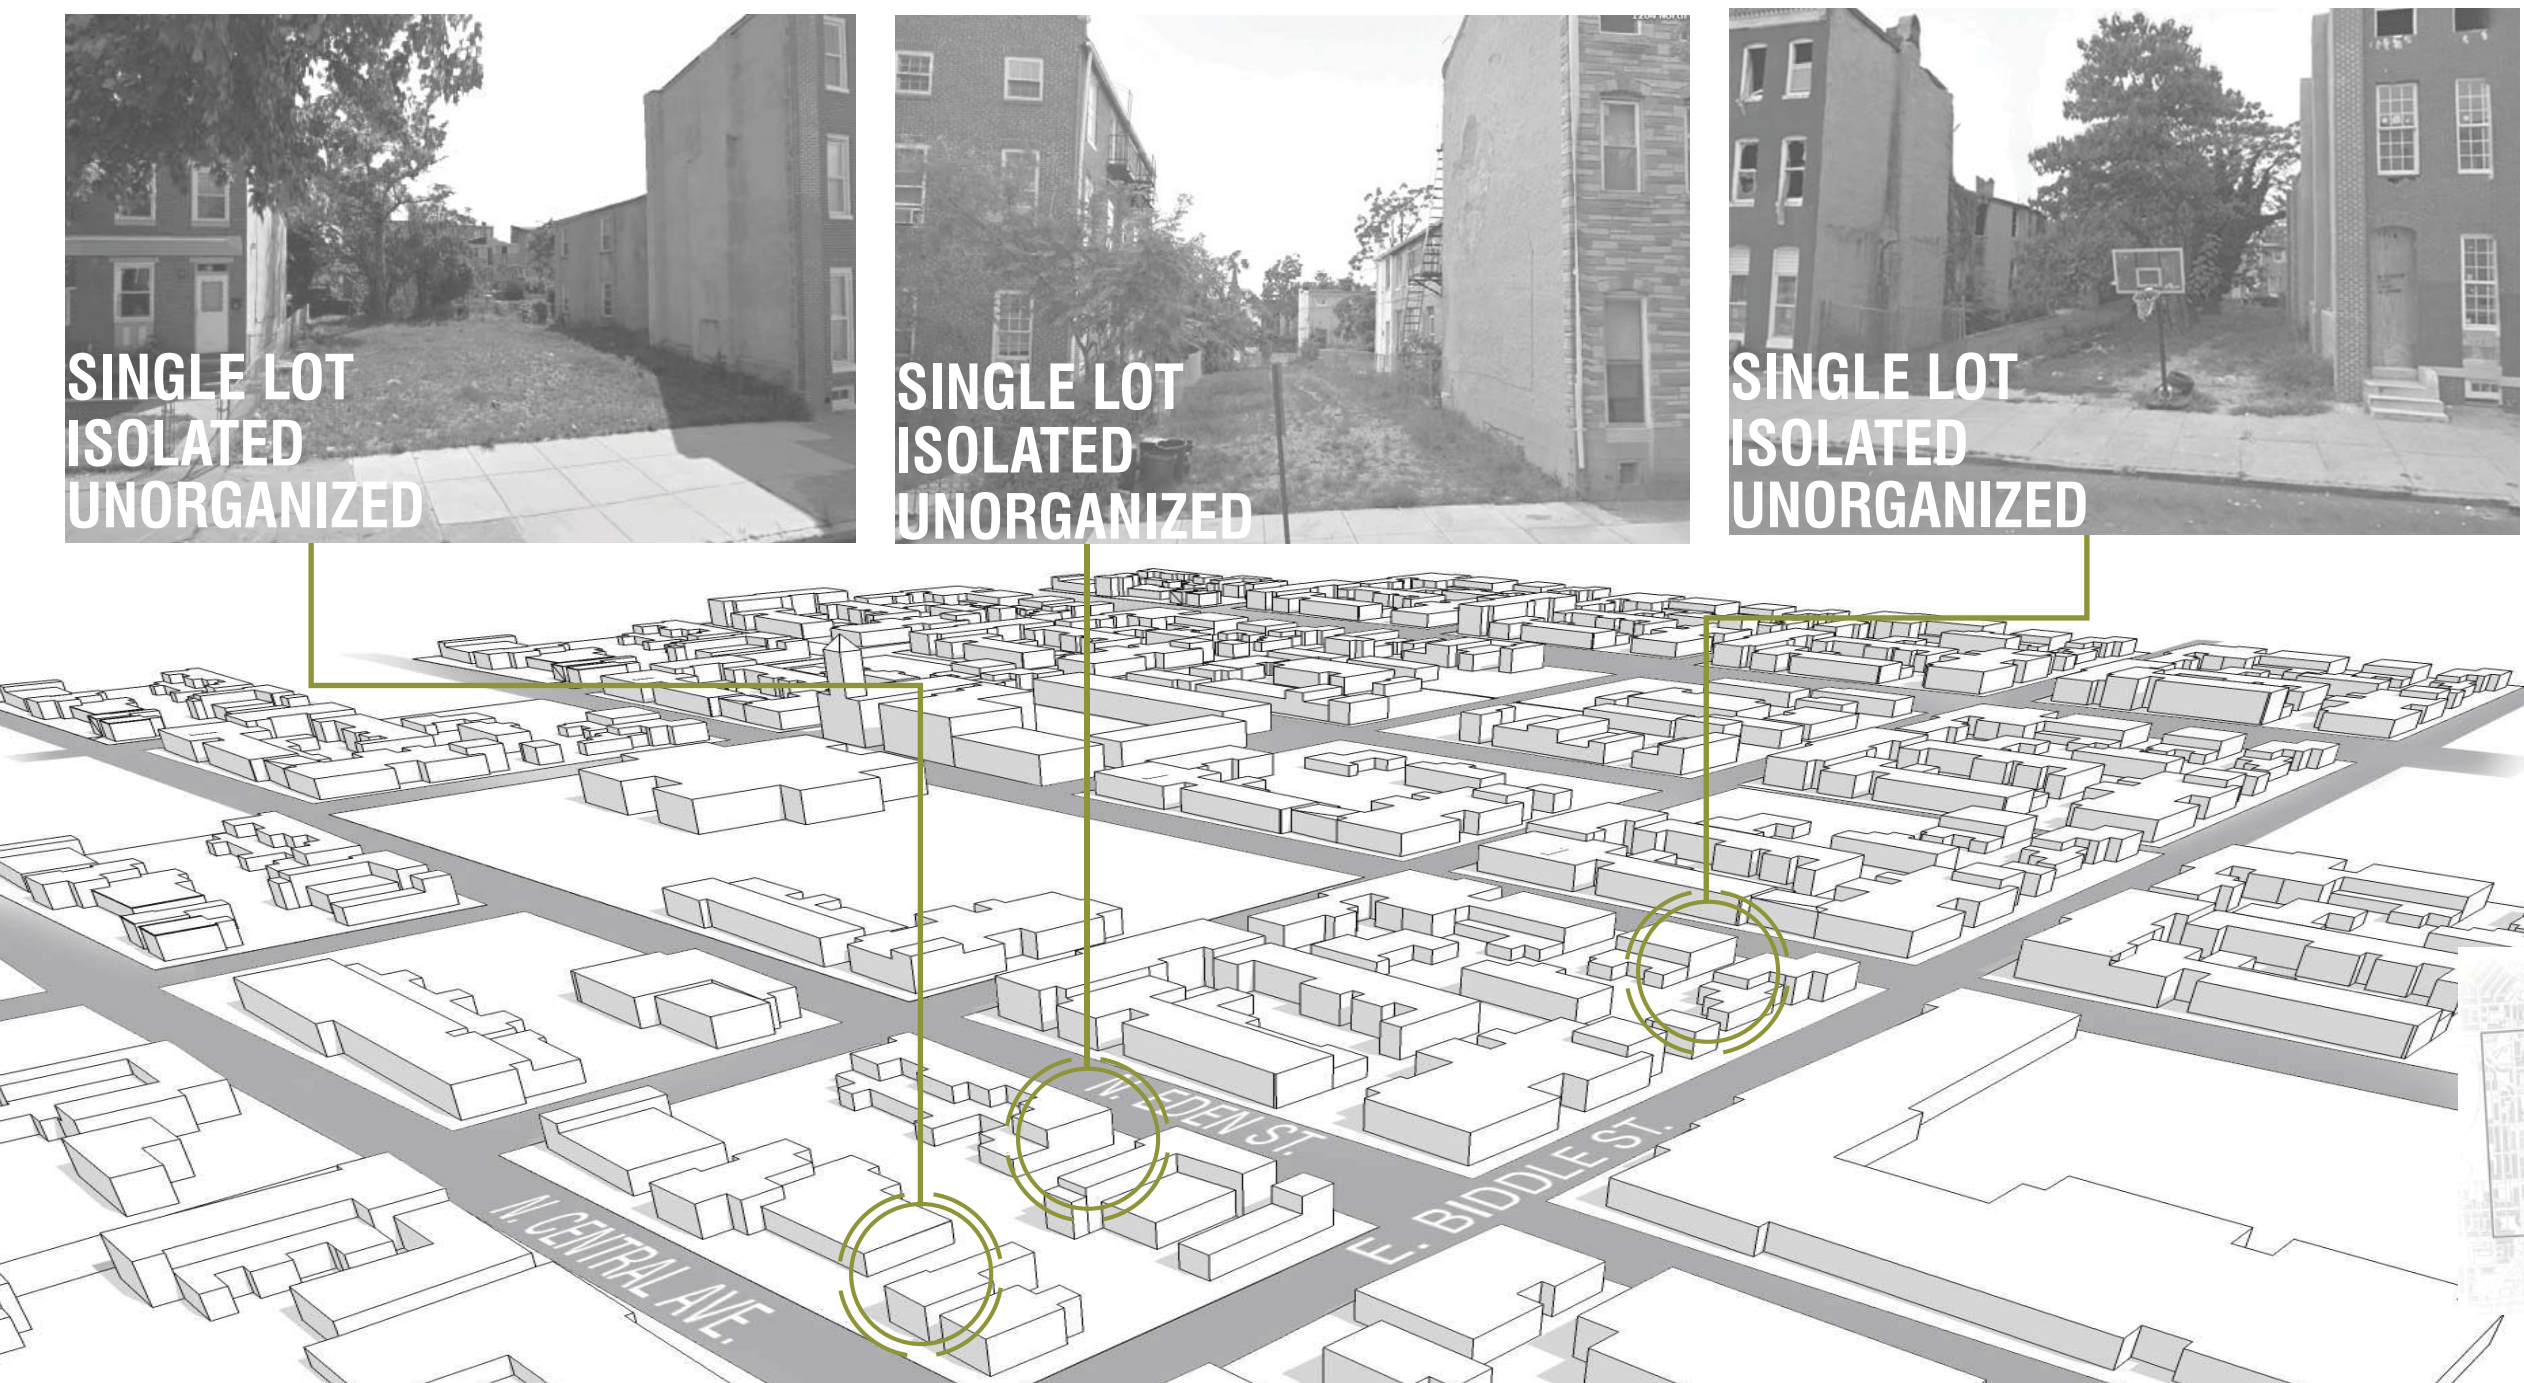 SINGLE LOT
ISOLATED
UNORGANIZED
SINGLE LOT
ISOLATED
UNORGANIZED
SINGLE LOT
ISOLATED
UNORGANIZED
N. EDEN ST.
E. BIDDLE ST.
N. CENTRAL AVE.